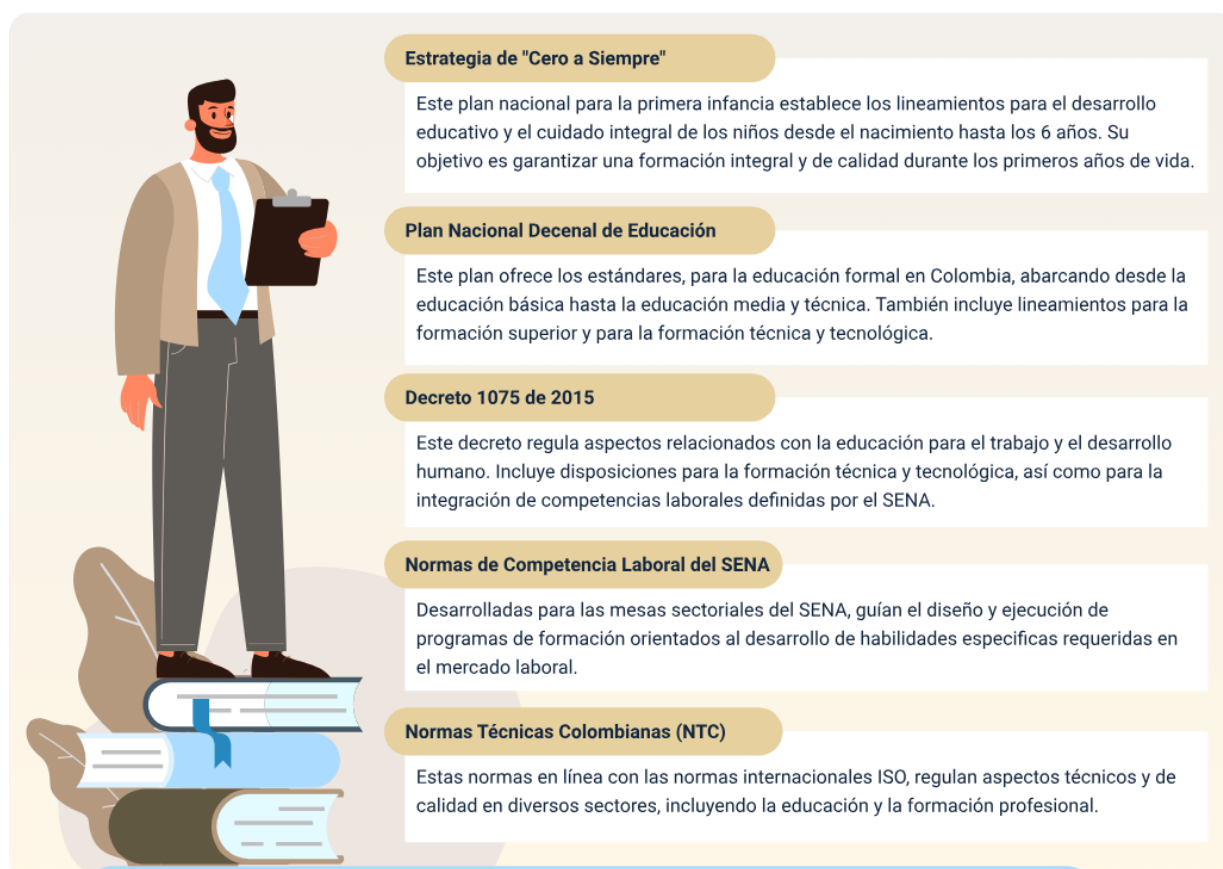 Estrategia de "Cero a Siempre"
Este plan nacional para la primera infancia establece los lineamientos para el desarrollo
educativo y el cuidado integral de los niños desde el nacimiento hasta los 6 años. Su
objetivo es garantizar una formación integral y de calidad durante los primeros años de vida.
Plan Nacional Decenal de Educación
Este plan ofrece los estándares, para la educación formal en Colombia, abarcando desde la
educación básica hasta la educación media y técnica. También incluye lineamientos para la
formación superior y para la formación técnica y tecnológica.
Decreto 1075 de 2015
Este decreto regula aspectos relacionados con la educación para el trabajo y el desarrollo
humano. Incluye disposiciones para la formación técnica y tecnológica, así como para la
integración de competencias laborales definidas por el SENA.
Normas de Competencia Laboral del SENA
Desarrolladas para las mesas sectoriales del SENA, guían el diseño y ejecución de
programas de formación orientados al desarrollo de habilidades especificas requeridas en
el mercado laboral.
Normas Técnicas Colombianas (NTC)
Estas normas en línea con las normas internacionales ISO, regulan aspectos técnicos y de
calidad en diversos sectores, incluyendo la educación y la formación profesional.